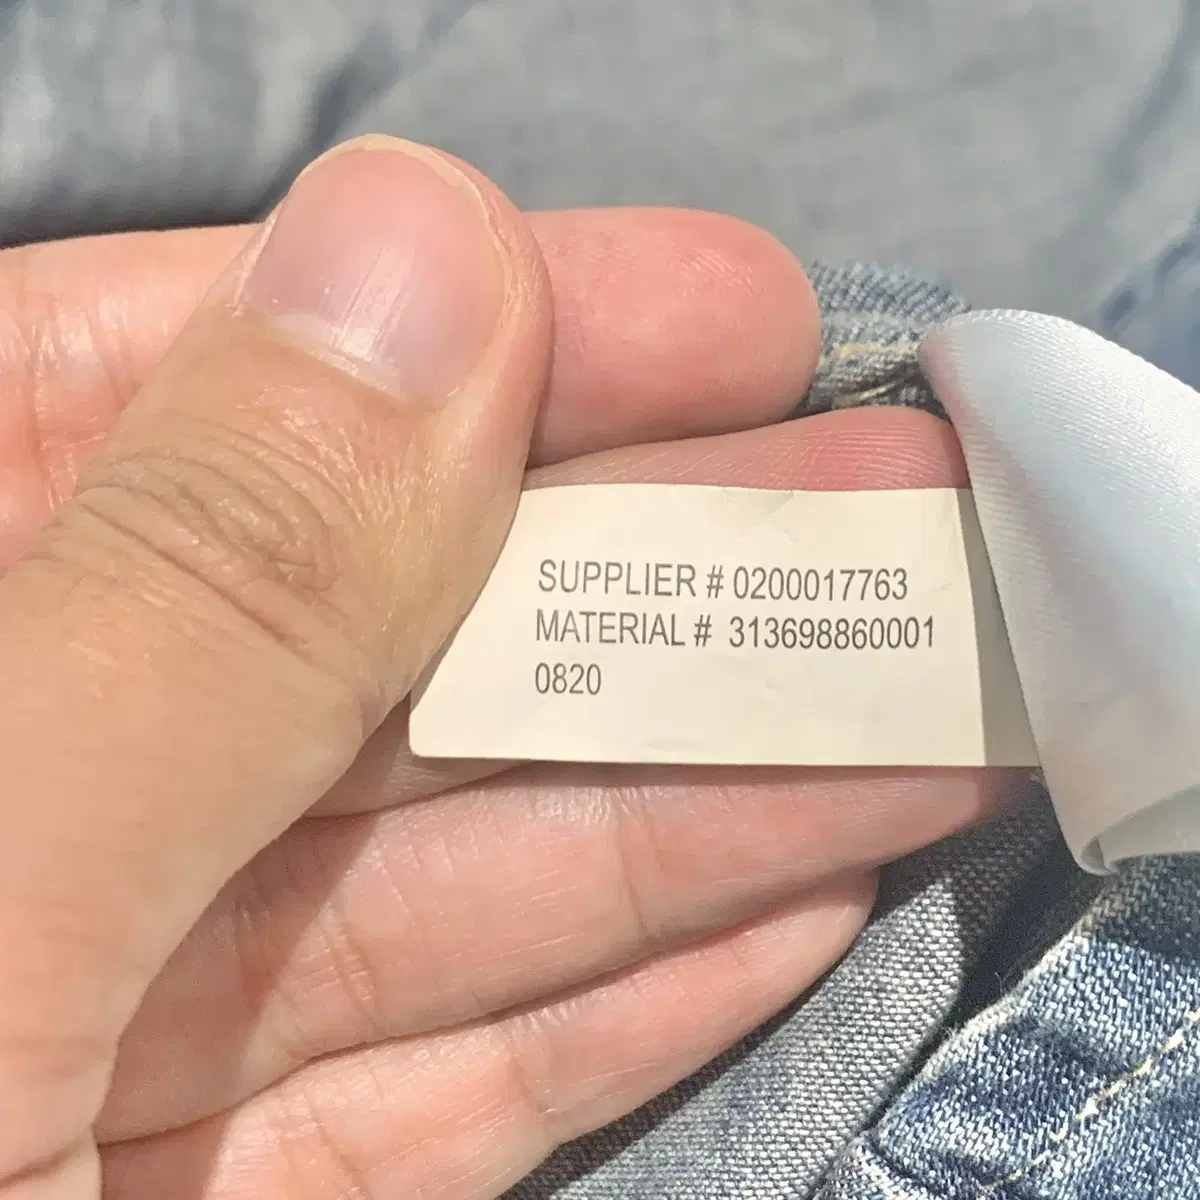 SUPPLIER # 0200017763
MATERIAL # 313698860001
0820